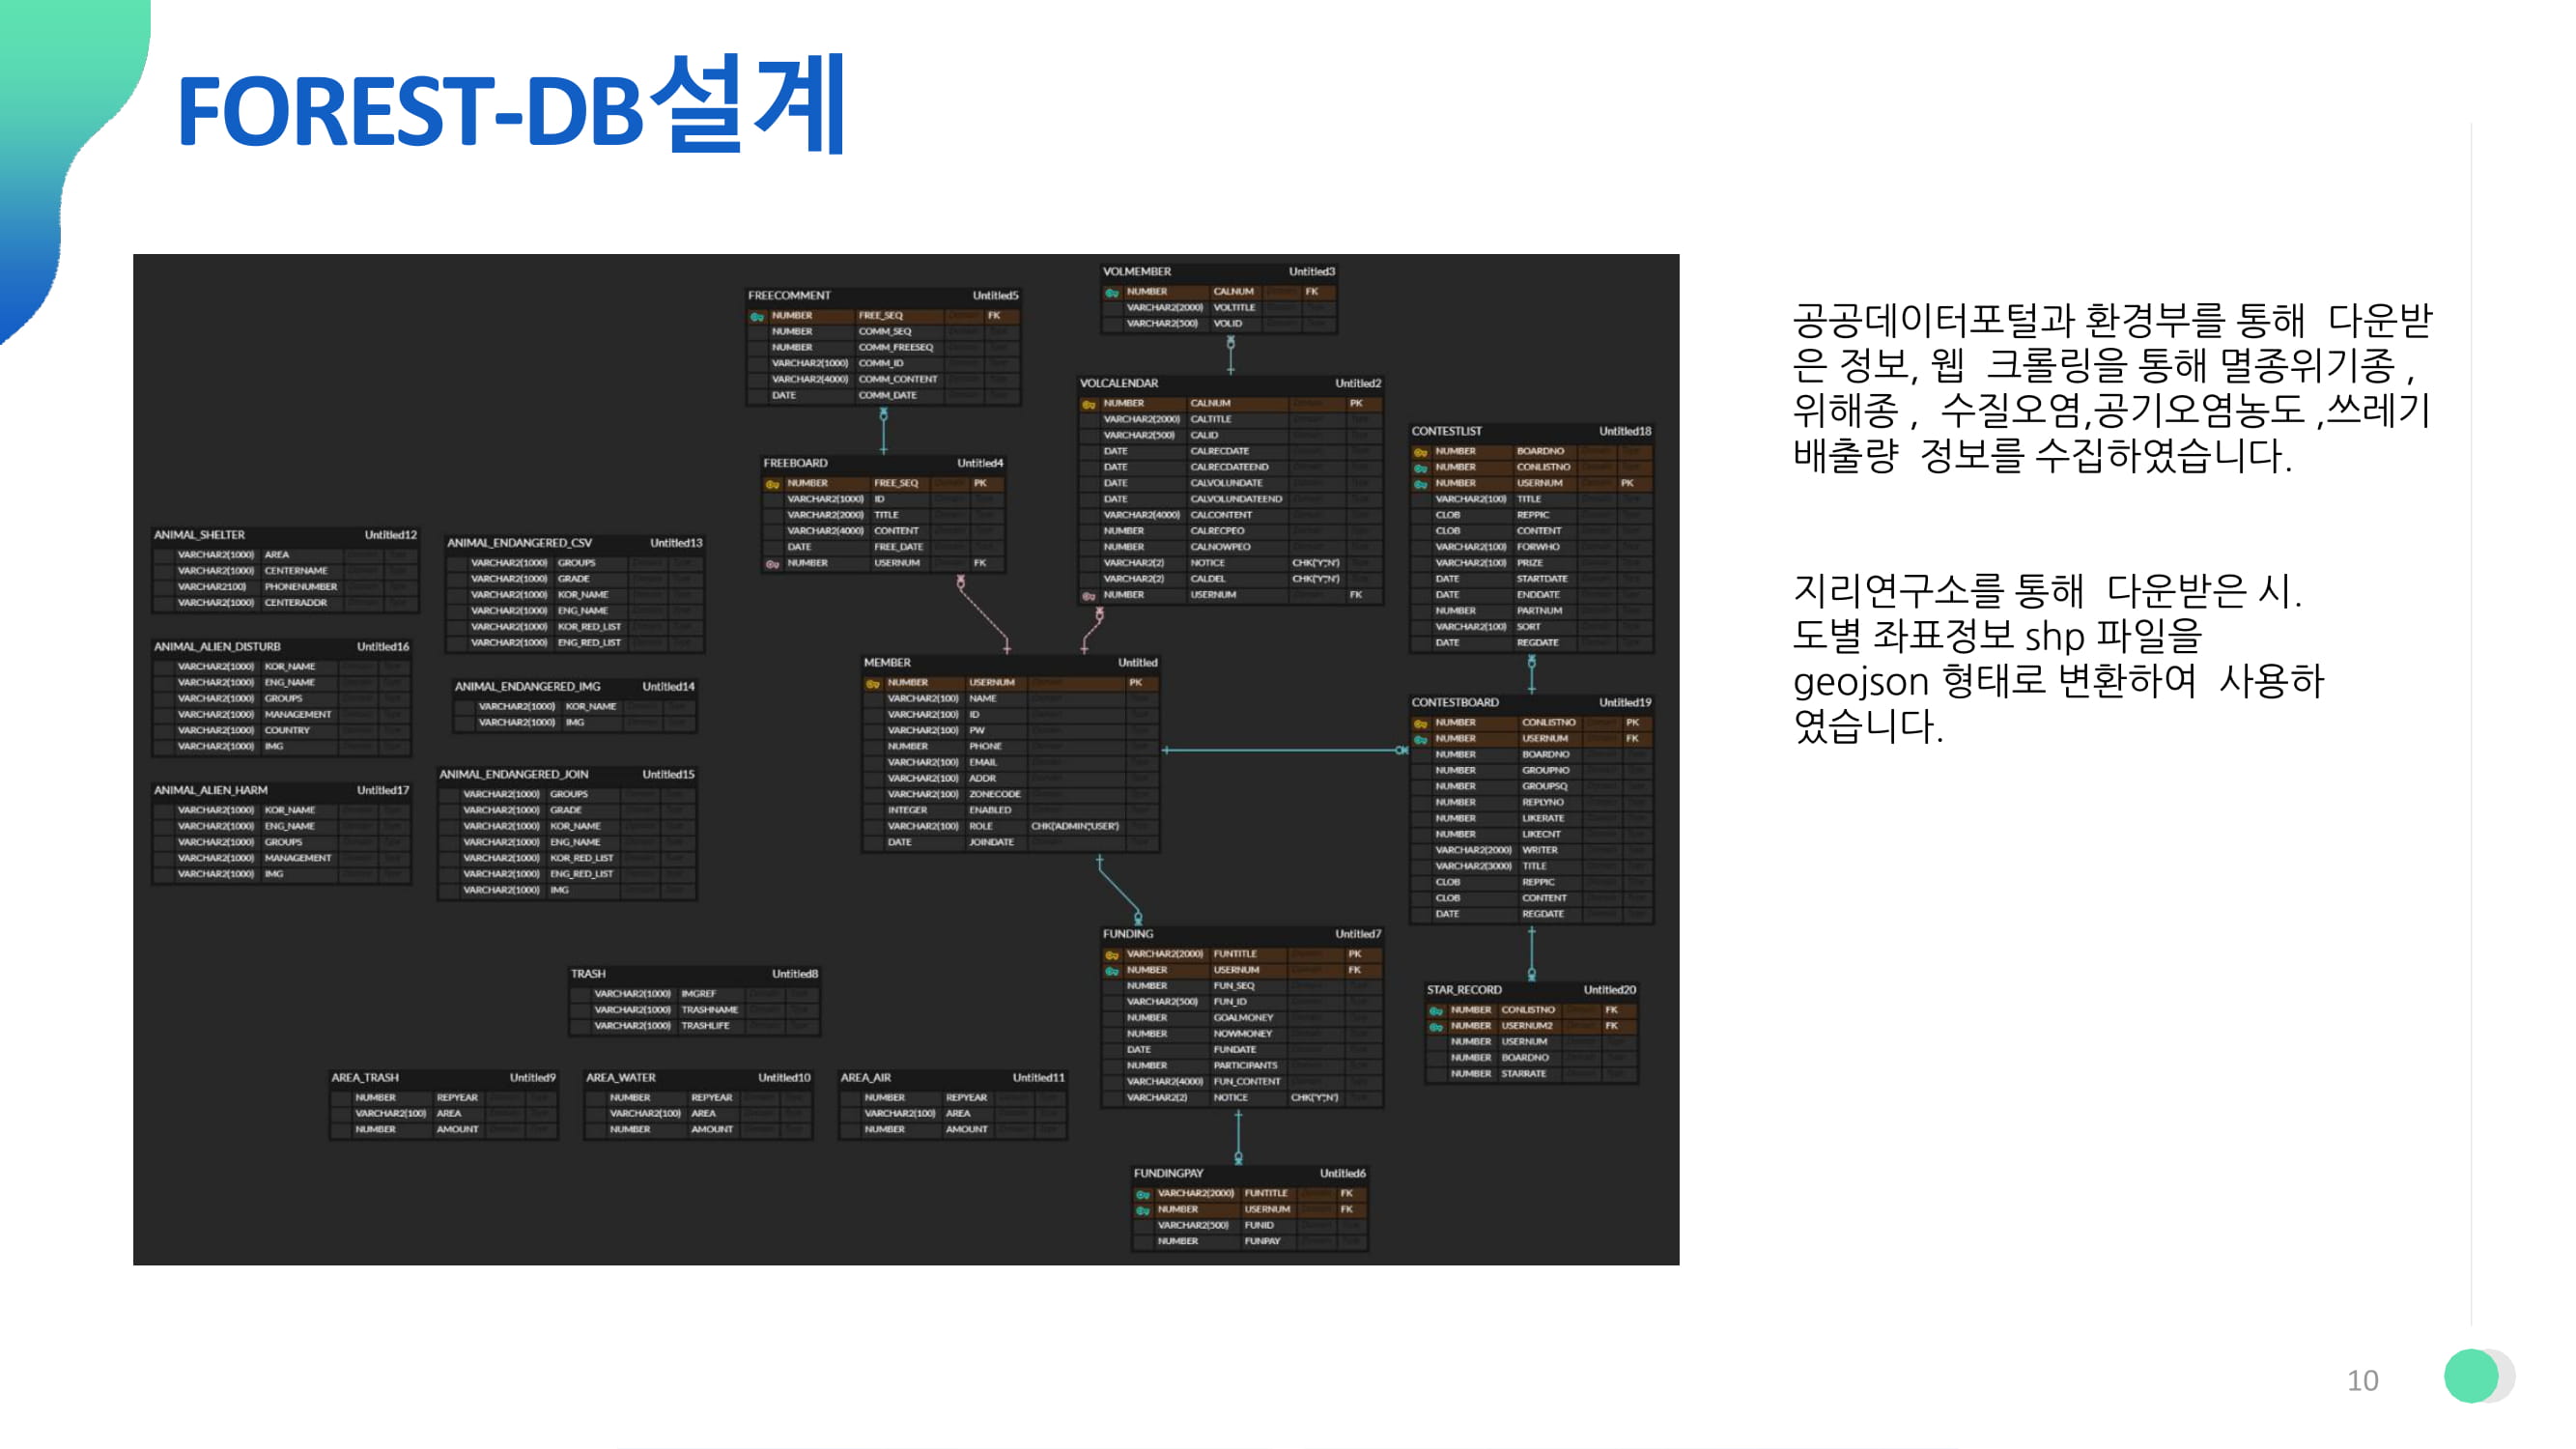 FOREST-DB설계
FREECOMMENT Untitled5
NUMBER FREE_SEQ FK
NUMBER COMM_SEQ
NUMBER COMM_FREESEQ
VARCHAR2(1000) COMM_ID
VARCHAR2(4000) COMM_CONTENT
DATE COMM_DATE
VOLMEMBER Untitled3
NUMBER CALNUM FK
VARCHAR2(2000) VOLTITLE
VARCHAR2(500) VOLID
VOLCALENDAR Untitled2
NUMBER CALNUM PK
VARCHAR2(2000) CALTITLE
VARCHAR2(500) CALID
DATE CALRECDATE
DATE CALRECDATEEND
DATE CALVOLUNDATE
DATE CALVOLUNDATEEND
VARCHAR2(4000) CALCONTENT
NUMBER CALRECPEO
NUMBER CALNOWPEO
VARCHAR2(2) NOTICE CHK('Y','N')
VARCHAR2(2) CALDEL CHK('Y','N')
NUMBER USERNUM FK
FREEBOARD Untitled4
NUMBER FREE_SEQ PK
VARCHAR2(1000) ID
VARCHAR2(2000) TITLE
VARCHAR2(4000) CONTENT
DATE FREE_DATE
NUMBER USERNUM FK
CONTESTLIST Untitled18
NUMBER BOARDNO
NUMBER CONLISTNO
NUMBER USERNUM PK
VARCHAR2(100) TITLE
CLOB REPPIC
CLOB CONTENT
VARCHAR2(100) FORWHO
VARCHAR2(100) PRIZE
DATE STARTDATE
DATE ENDDATE
NUMBER PARTNUM
VARCHAR2(100) SORT
DATE REGDATE
ANIMAL_SHELTER Untitled12
VARCHAR2(1000) AREA
VARCHAR2(1000) CENTERNAME
VARCHAR2100) PHONENUMBER
VARCHAR2(1000) CENTERADDR
ANIMAL_ENDANGERED_CSV Untitled13
VARCHAR2(1000) GROUPS
VARCHAR2(1000) GRADE
VARCHAR2(1000) KOR_NAME
VARCHAR2(1000) ENG_NAME
VARCHAR2(1000) KOR_RED_LIST
VARCHAR2(1000) ENG_RED_LIST
ANIMAL_ALIEN_DISTURB Untitled16
VARCHAR2(1000) KOR_NAME
VARCHAR2(1000) ENG_NAME
VARCHAR2(1000) GROUPS
VARCHAR2(1000) MANAGEMENT
VARCHAR2(1000) COUNTRY
VARCHAR2(1000) IMG
ANIMAL_ENDANGERED_IMG Untitled14
VARCHAR2(1000) KOR_NAME
VARCHAR2(1000) IMG
ANIMAL_ALIEN_HARM Untitled17
VARCHAR2(1000) KOR_NAME
VARCHAR2(1000) ENG_NAME
VARCHAR2(1000) GROUPS
VARCHAR2(1000) MANAGEMENT
VARCHAR2(1000) IMG
ANIMAL_ENDANGERED_JOIN Untitled15
VARCHAR2(1000) GROUPS
VARCHAR2(1000) GRADE
VARCHAR2(1000) KOR_NAME
VARCHAR2(1000) ENG_NAME
VARCHAR2(1000) KOR_RED_LIST
VARCHAR2(1000) ENG_RED_LIST
VARCHAR2(1000) IMG
MEMBER Untitled
NUMBER USERNUM PK
VARCHAR2(100) NAME
VARCHAR2(100) ID
VARCHAR2(100) PW
NUMBER PHONE
VARCHAR2(100) EMAIL
VARCHAR2(100) ADDR
VARCHAR2(100) ZONECODE
INTEGER ENABLED
VARCHAR2(100) ROLE CHK('ADMIN','USER')
DATE JOINDATE
CONTESTBOARD Untitled19
NUMBER CONLISTNO PK
NUMBER USERNUM FK
NUMBER BOARDNO
NUMBER GROUPNO
NUMBER GROUPSQ
NUMBER REPLYNO
NUMBER LIKERATE
NUMBER LIKECNT
VARCHAR2(2000) WRITER
VARCHAR2(3000) TITLE
CLOB REPPIC
CLOB CONTENT
DATE REGDATE
FUNDING Untitled7
VARCHAR2(2000) FUNTITLE PK
NUMBER USERNUM FK
NUMBER FUN_SEQ
VARCHAR2(500) FUN_ID
NUMBER GOALMONEY
NUMBER NOWMONEY
DATE FUNDATE
NUMBER PARTICIPANTS
VARCHAR2(4000) FUN_CONTENT
VARCHAR2(2) NOTICE CHK('Y','N')
STAR_RECORD Untitled20
NUMBER CONLISTNO FK
NUMBER USERNUM2 FK
NUMBER USERNUM
NUMBER BOARDNO
NUMBER STARRATE
TRASH Untitled8
VARCHAR2(1000) IMGREF
VARCHAR2(1000) TRASHNAME
VARCHAR2(1000) TRASHLIFE
AREA_TRASH Untitled9
NUMBER REPYEAR
VARCHAR2(100) AREA
NUMBER AMOUNT
AREA_WATER Untitled10
NUMBER REPYEAR
VARCHAR2(100) AREA
NUMBER AMOUNT
AREA_AIR Untitled11
NUMBER REPYEAR
VARCHAR2(100) AREA
NUMBER AMOUNT
FUNDINGPAY Untitled6
VARCHAR2(2000) FUNTITLE FK
NUMBER USERNUM FK
VARCHAR2(500) FUNID
NUMBER FUNPAY
공공데이터포털과 환경부를 통해 다운받
은 정보, 웹 크롤링을 통해 멸종위기종 ,
위해종 , 수질오염,공기오염농도 ,쓰레기
배출량 정보를 수집하였습니다.
지리연구소를 통해 다운받은 시.
도별 좌표정보 shp 파일을
geojson 형태로 변환하여 사용하
였습니다.
10